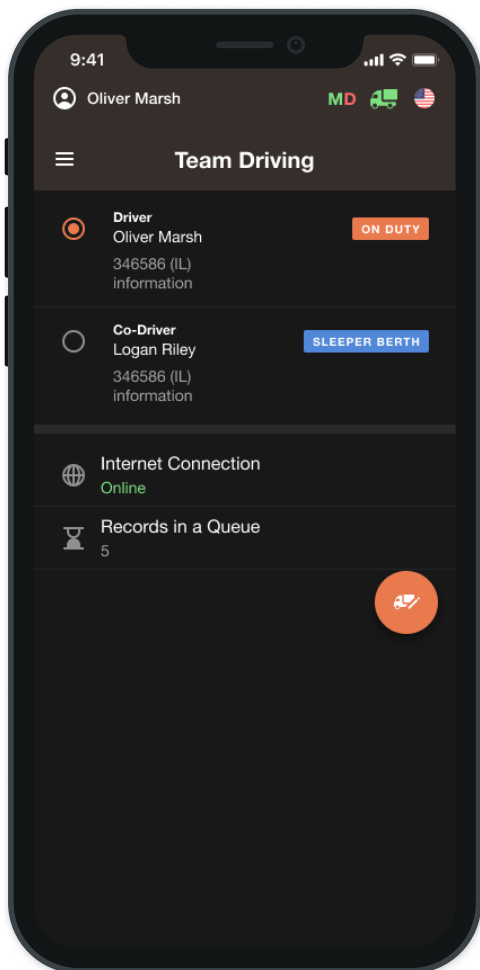 9:41
Oliver Marsh MD
Team Driving
Driver
Oliver Marsh
ON DUTY
346586 (IL)
information
Co-Driver
Logan Riley
SLEEPER BERTH
346586 (IL)
information
Internet Connection
Online
Records in a Queue
5